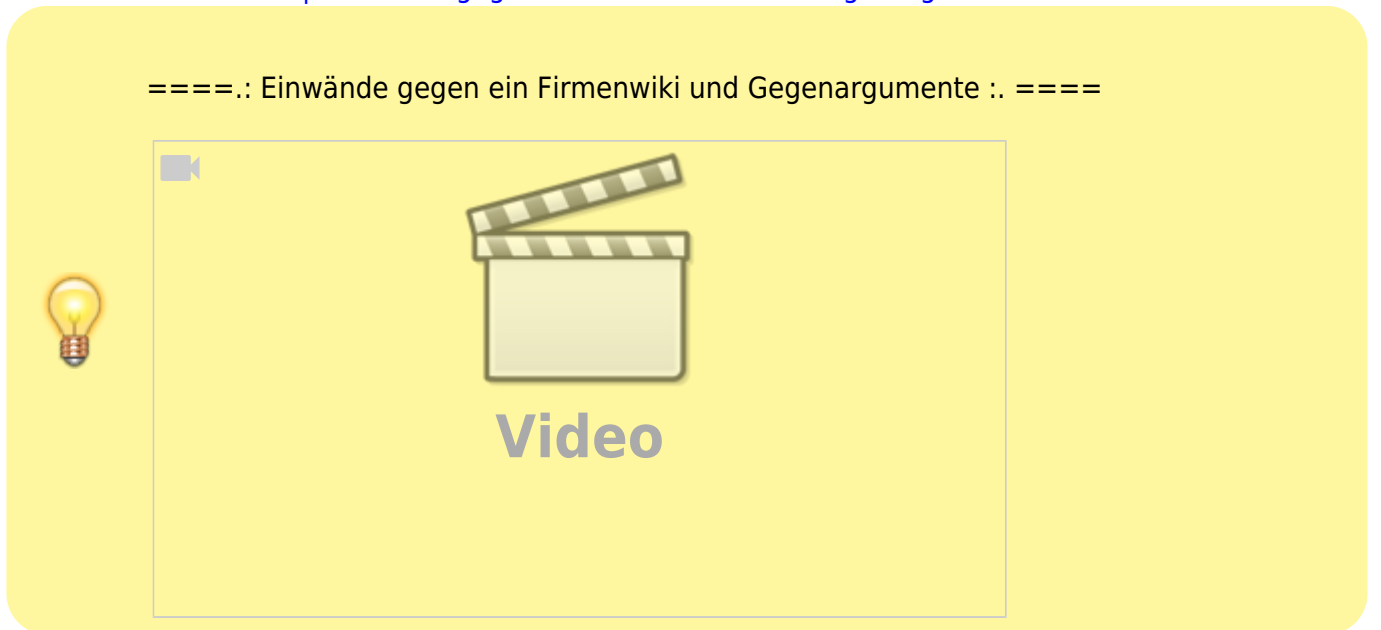 ====.: Einwände gegen ein Firmenwiki und Gegenargumente :. ====
Video